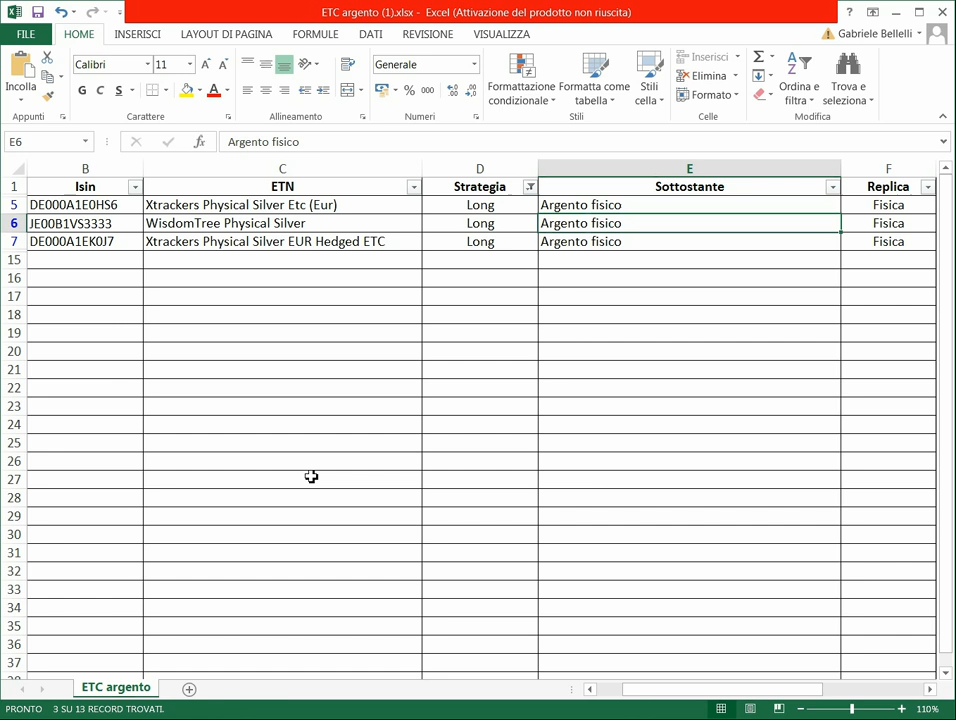 ETC argento (1).xlsx - Excel (Attivazione del prodotto non riuscita)
FILE HOME INSERISCI LAYOUT DI PAGINA FORMULE DATI REVISIONE VISUALIZZA Gabriele Bellelli
Incolla
Calibri 11
G C S
Generale
% 000
Formattazione condizionale
Formatta come tabella
Stili cella
Inserisci
Elimina
Formato
Ordina e filtra
Trova e seleziona
Appunti Carattere Allineamento Numeri Stili Celle Modifica
E6 fx Argento fisico
B C D E F
1 Isin ETN Strategia Sottostante Replica
5 DE000A1E0HS6 Xtrackers Physical Silver Etc (Eur) Long Argento fisico Fisica
6 JE00B1VS3333 WisdomTree Physical Silver Long Argento fisico Fisica
7 DE000A1EK0J7 Xtrackers Physical Silver EUR Hedged ETC Long Argento fisico Fisica
15
16
17
18
19
20
21
22
23
24
25
26
27
28
29
30
31
32
33
34
35
36
37
ETC argento
PRONTO 3 SU 13 RECORD TROVATI. 110%